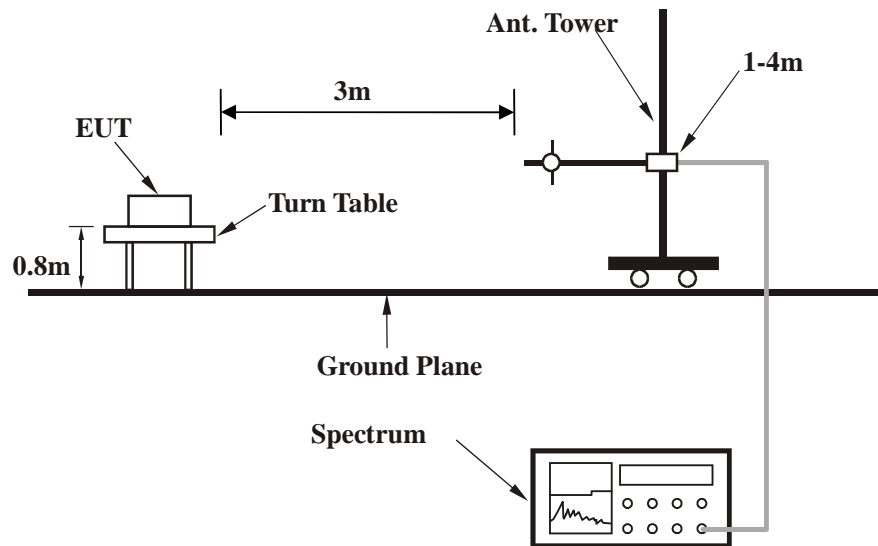 Ant. Tower
1-4m
3m
EUT
Turn Table
0.8m
Ground Plane
Spectrum